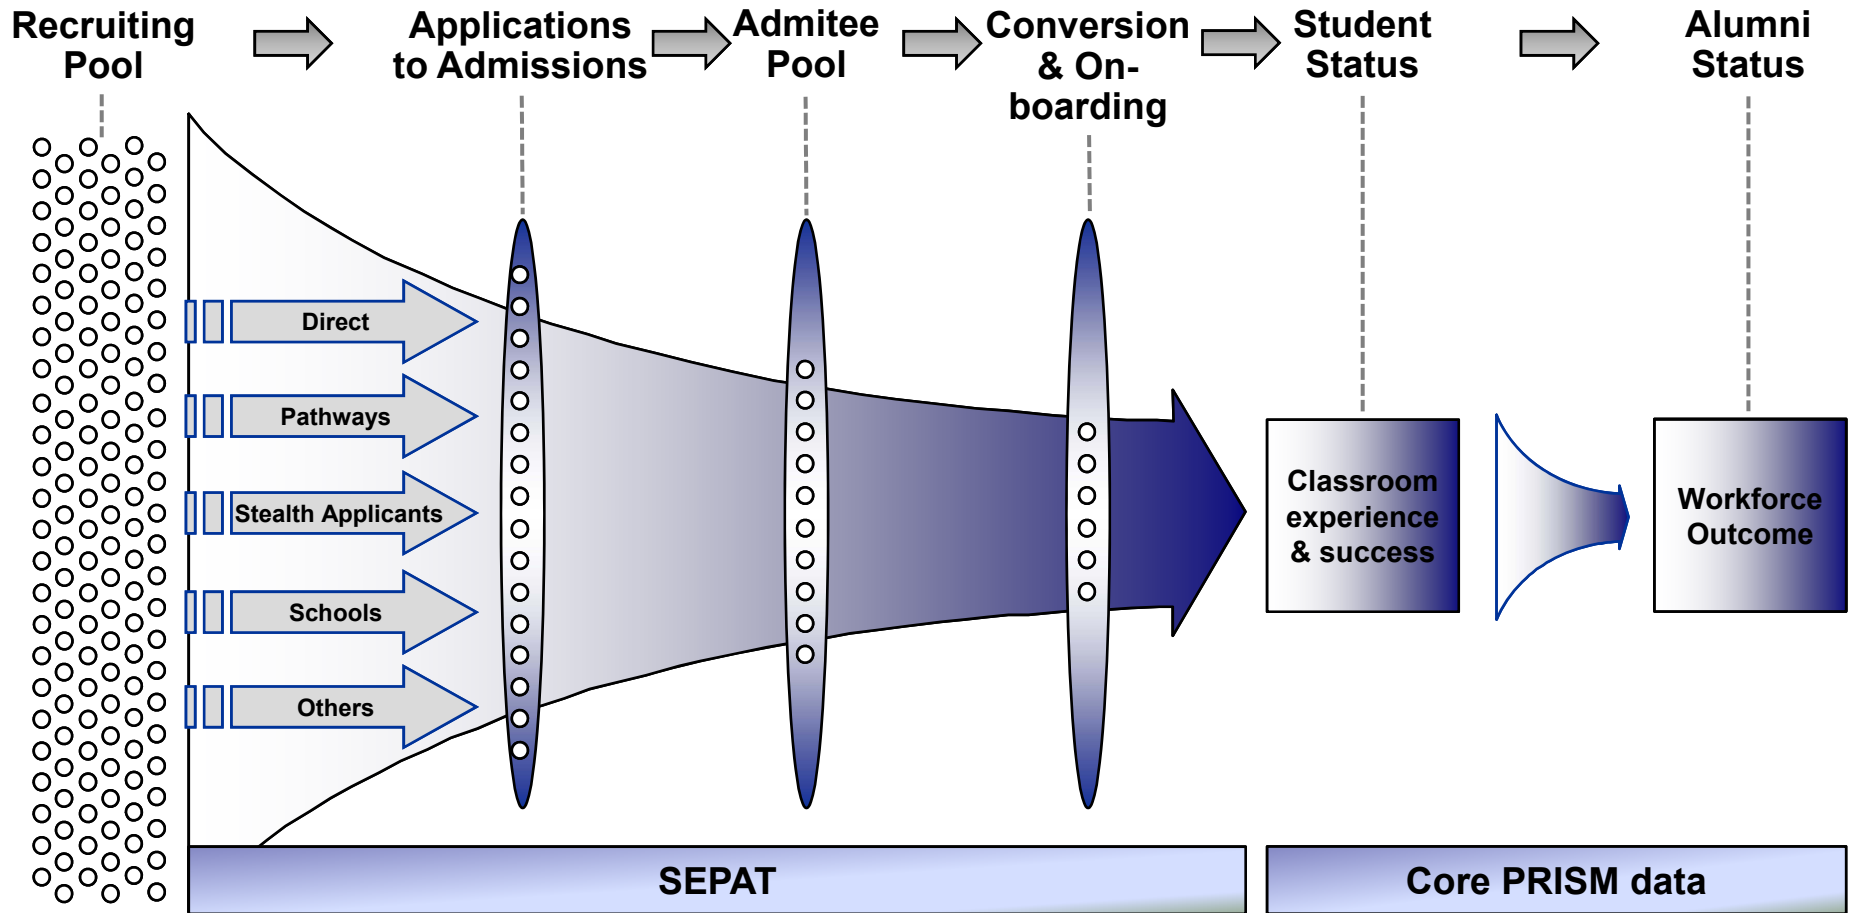 Recruiting
Pool
Applications
to Admissions
Admitee
Pool
Conversion
& On-
boarding
Student
Status
Alumni
Status
Direct
Pathways
Stealth Applicants
Schools
Others
Classroom
experience
& success
Workforce
Outcome
SEPAT
Core PRISM data